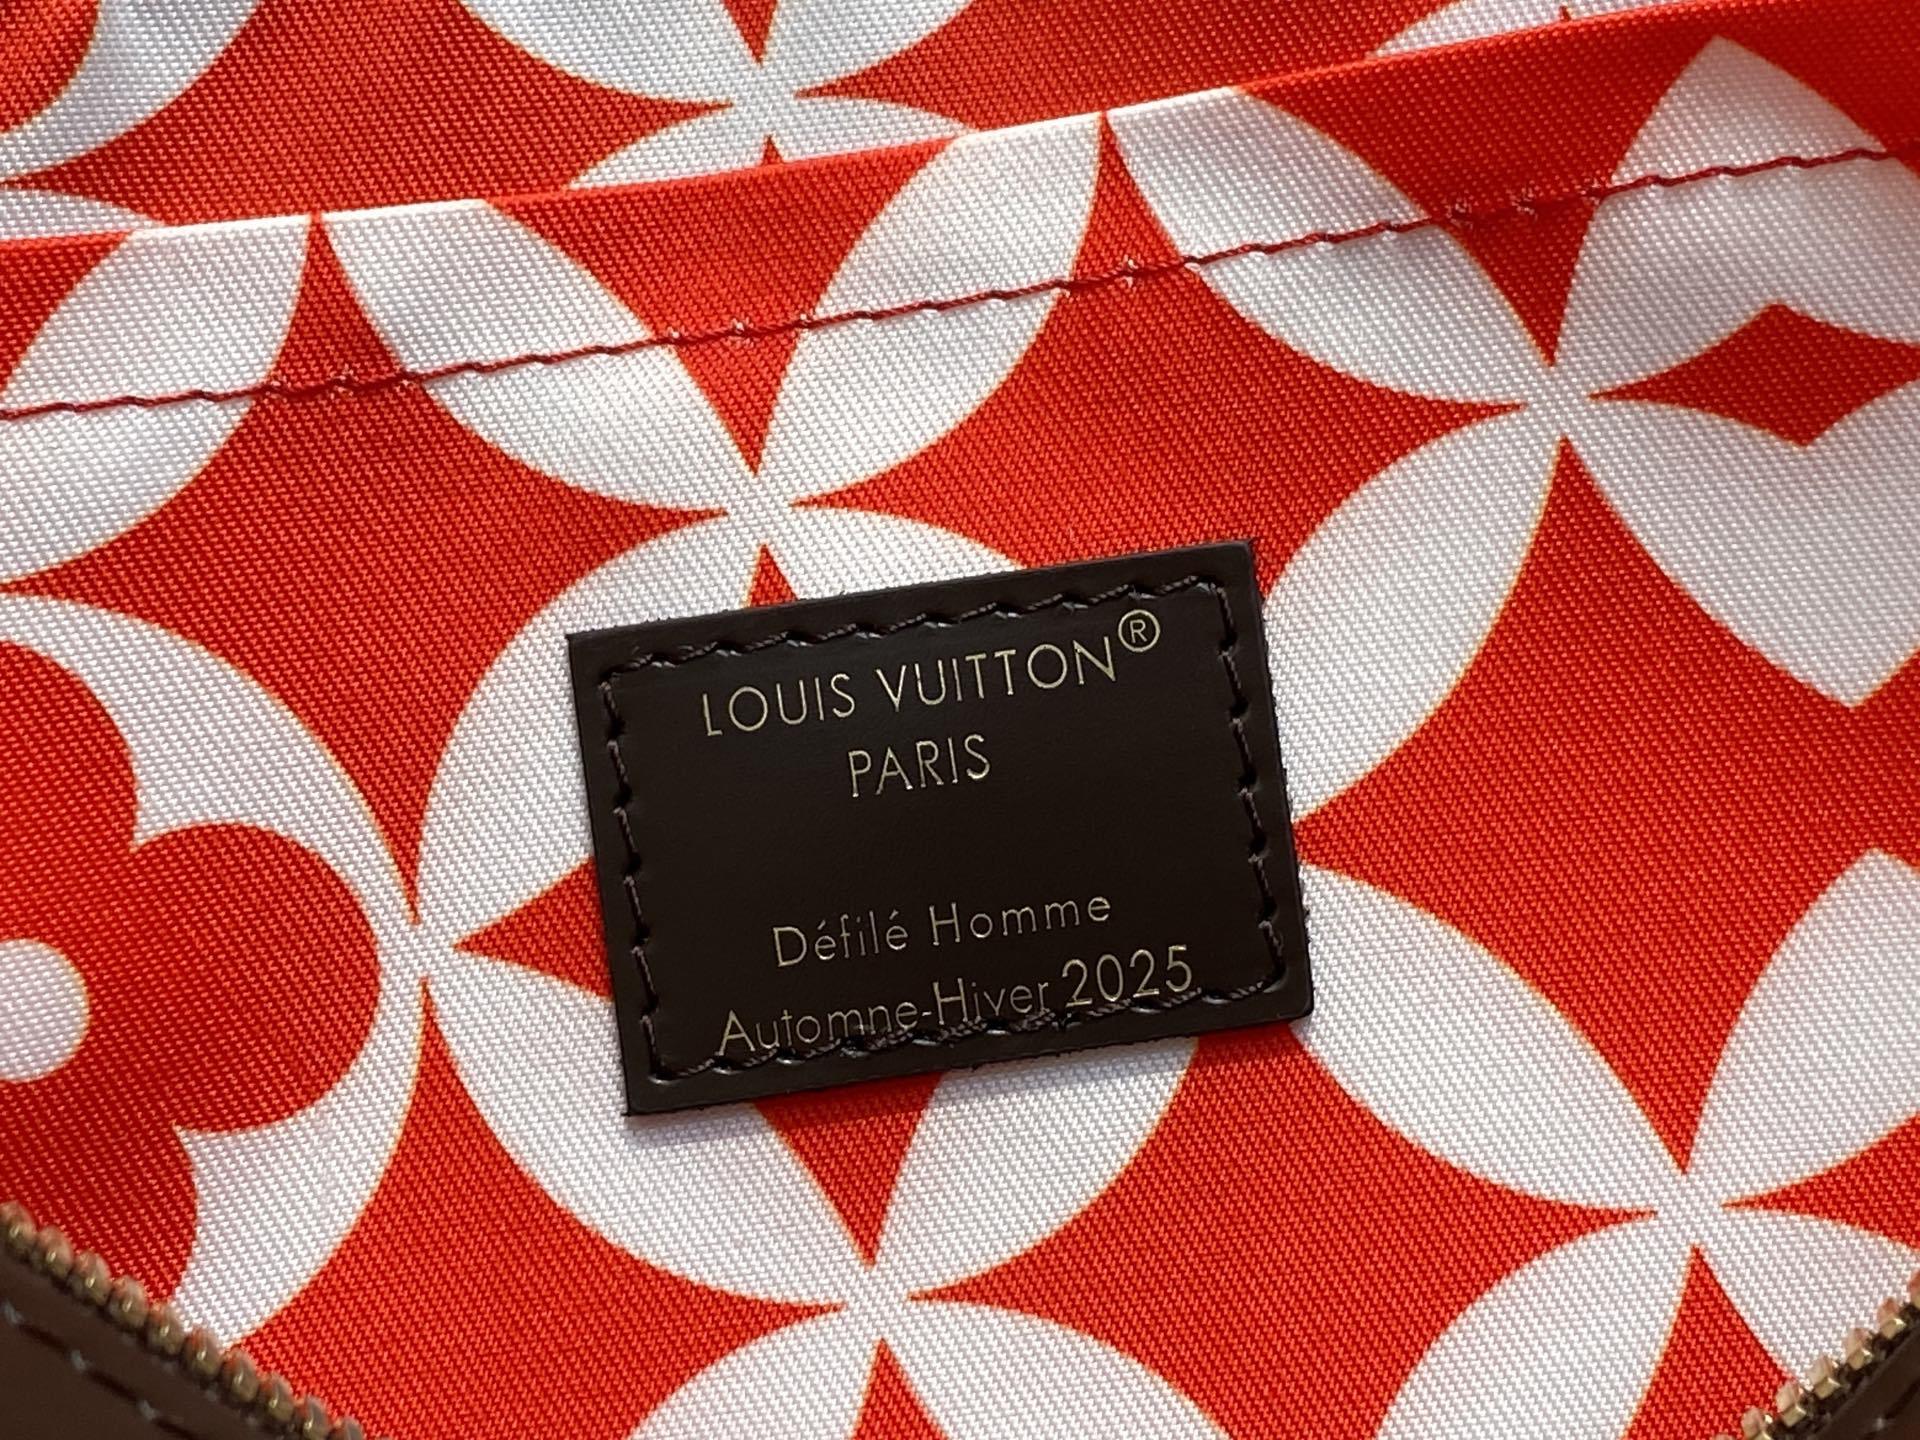 LOUIS VUITTON®
PARIS
Défilé Homme
Automne-Hiver 2025